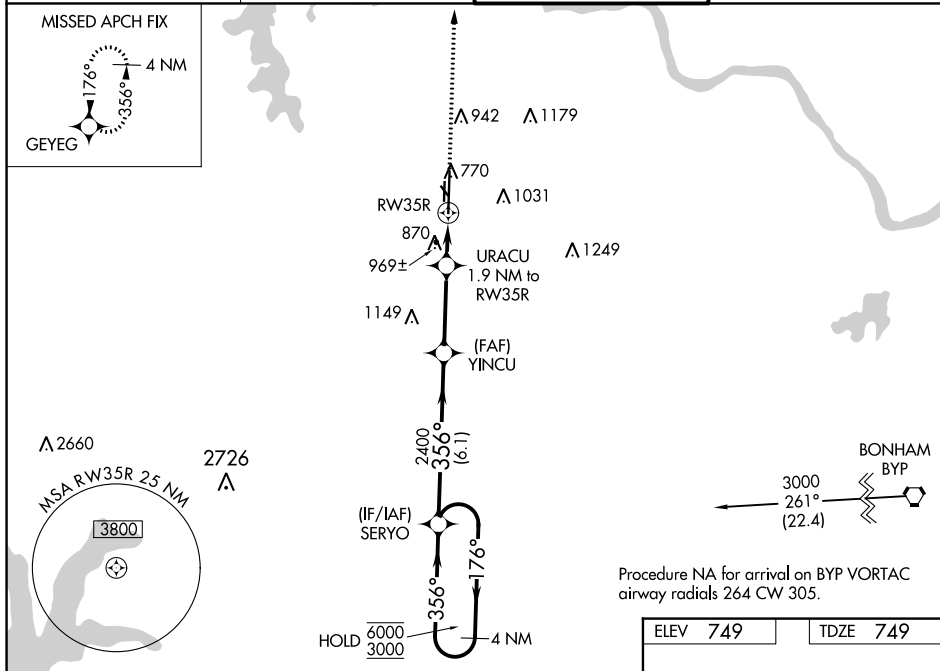 MISSED APCH FIX
4 NM
176°
356°
GEYEG
942
1179
770
1031
RW35R
870
969±
URACU
1.9 NM to
RW35R
1249
1149
(FAF)
YINCU
2400
356°
(6.1)
2660
2726
MSA RW35R 25 NM
3800
(IF/IAF)
SERYO
356°
176°
HOLD
6000
3000
4 NM
BONHAM
BYP
3000
261°
(22.4)
Procedure NA for arrival on BYP VORTAC
airway radials 264 CW 305.
ELEV 749
TDZE 749